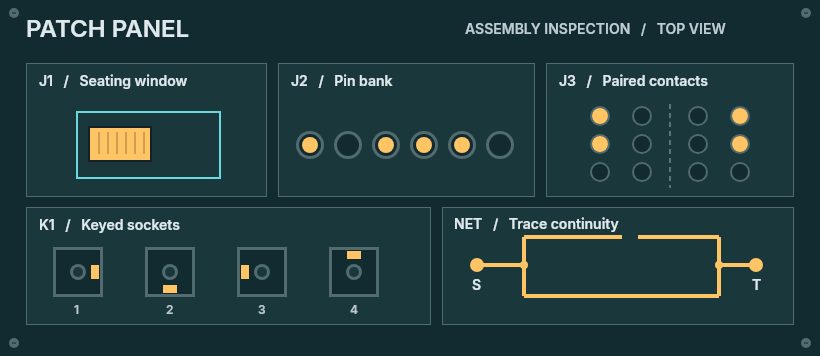 PATCH PANEL
ASSEMBLY INSPECTION / TOP VIEW
J1 / Seating window
J2 / Pin bank
J3 / Paired contacts
K1 / Keyed sockets
1 2 3 4
NET / Trace continuity
S T